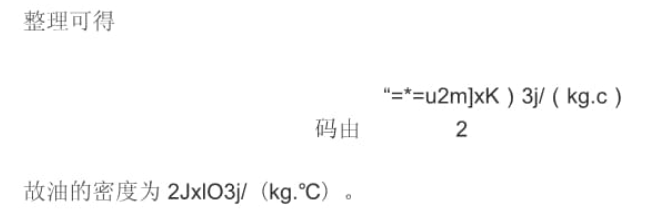 整理可得
“=*=u2m]xK ) 3j/ ( kg.c )
码由 2
故油的密度为 2JxlO3j/（kg.℃）。